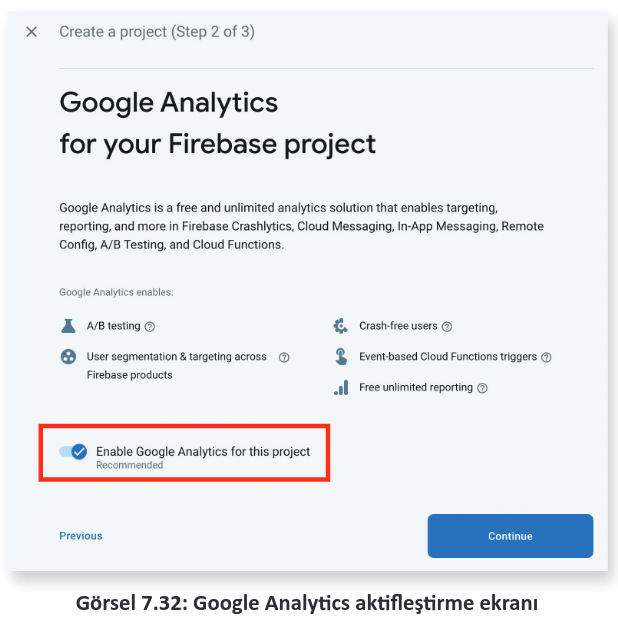 Create a project (Step 2 of 3)
Google Analytics
for your Firebase project
Google Analytics is a free and unlimited analytics solution that enables targeting,
reporting, and more in Firebase Crashlytics, Cloud Messaging, In-App Messaging, Remote
Config, A/B Testing, and Cloud Functions.
Google Analytics enables:
A/B testing
User segmentation & targeting across
Firebase products
Crash-free users
Event-based Cloud Functions triggers
Free unlimited reporting
Enable Google Analytics for this project
Recommended
Previous
Continue
Görsel 7.32: Google Analytics aktifleştirme ekranı